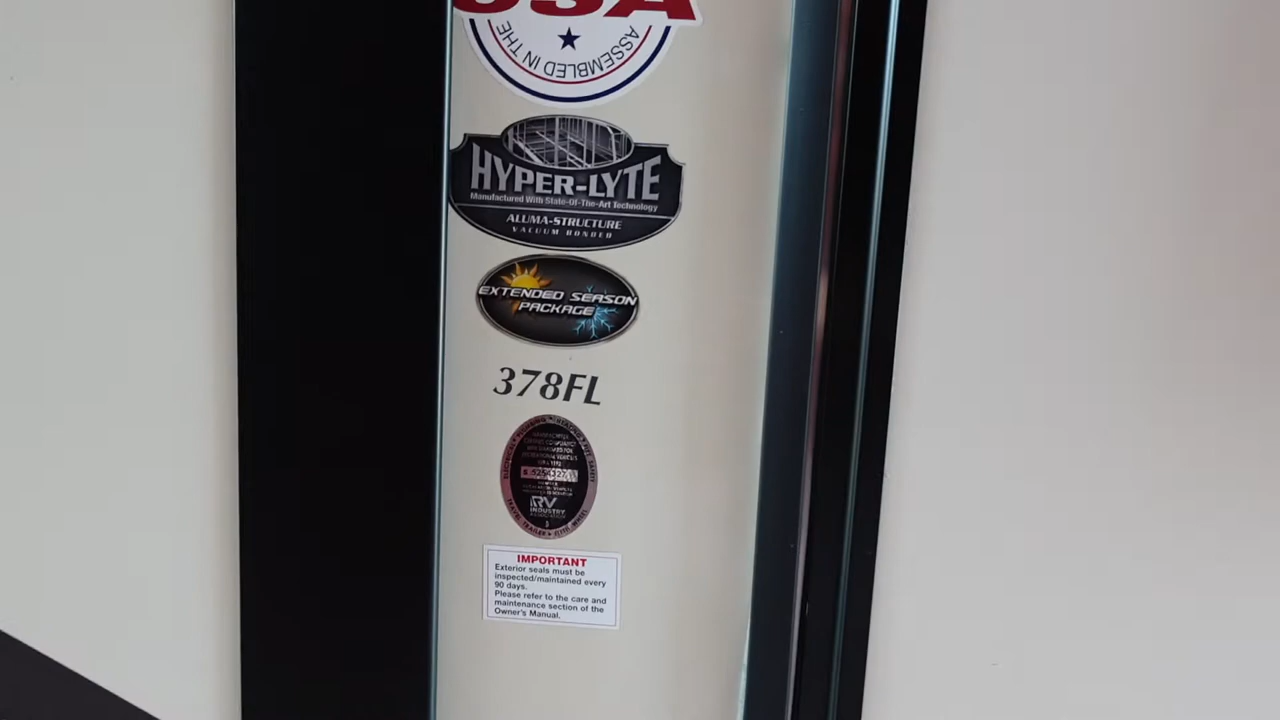 USA
ASSEMBLED IN THE
HYPER-LYTE
Manufactured With State-Of-The-Art Technology
ALUMA-STRUCTURE
VACUUM BONDED
EXTENDED SEASON
PACKAGE
378FL
RV
INDUSTRY
ASSOCIATION
IMPORTANT
Exterior seals must be
inspected/maintained every
90 days.
Please refer to the care and
maintenance section of the
Owner's Manual.